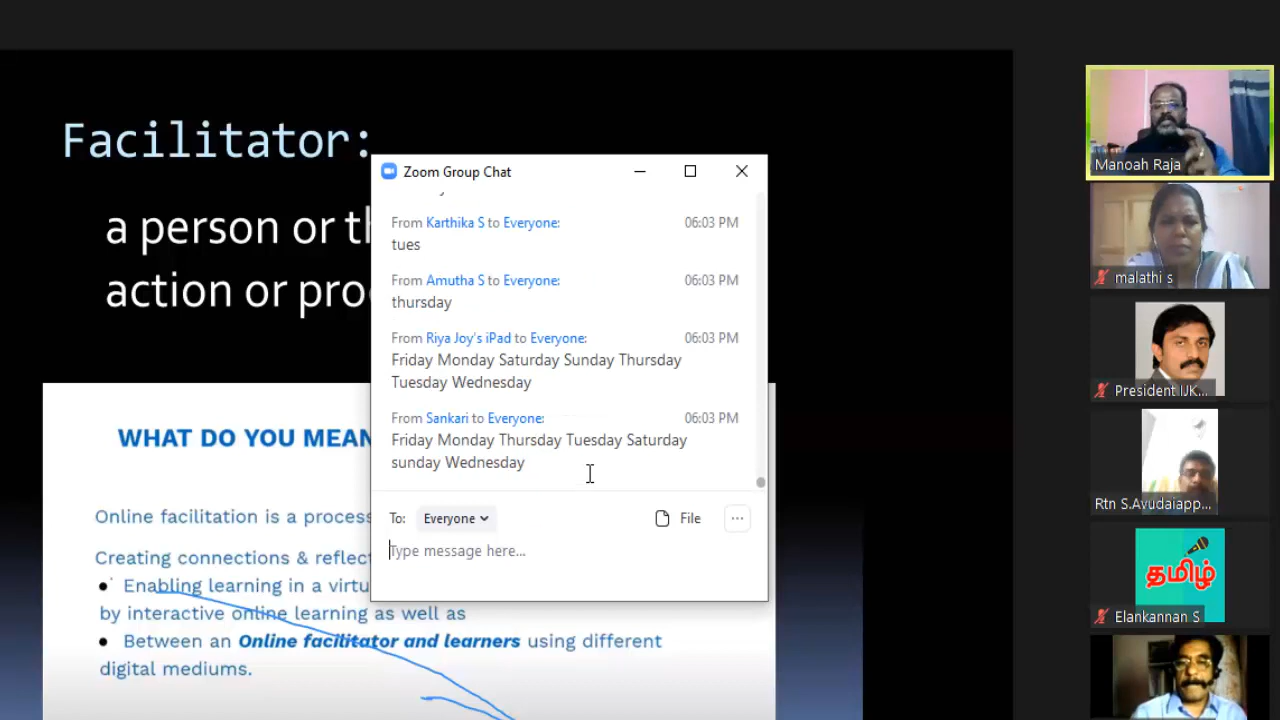 Facilitator:
a person or th
action or pro
Zoom Group Chat
From Karthika S to Everyone: 06:03 PM
tues
From Amutha S to Everyone: 06:03 PM
thursday
From Riya Joy's iPad to Everyone: 06:03 PM
Friday Monday Saturday Sunday Thursday
Tuesday Wednesday
From Sankari to Everyone: 06:03 PM
Friday Monday Thursday Tuesday Saturday
sunday Wednesday
To: Everyone File
Type message here...
WHAT DO YOU MEAN
Online facilitation is a process
Creating connections & reflect
• Enabling learning in a virtu
by interactive online learning as well as
• Between an Online facilitator and learners using different
digital mediums.
Manoah Raja
malathi s
President IJK...
Rtn S.Avudaiapp...
தமிழ்
Elankannan S